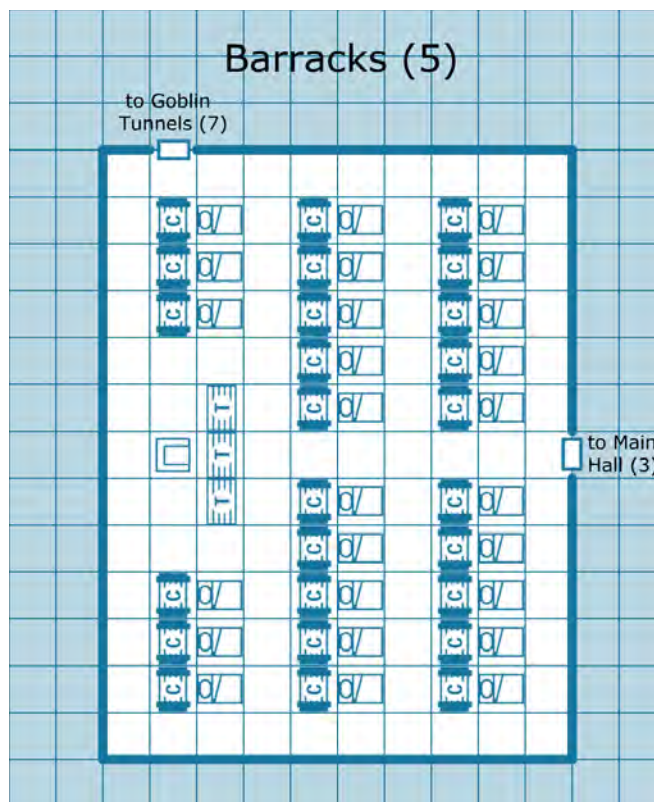 Barracks (5)
to Goblin
Tunnels (7)
C C C
C C C
C C C
C C
C C
T
to Main
Hall (3)
T
T
C C
C C
C C C
C C C
C C C